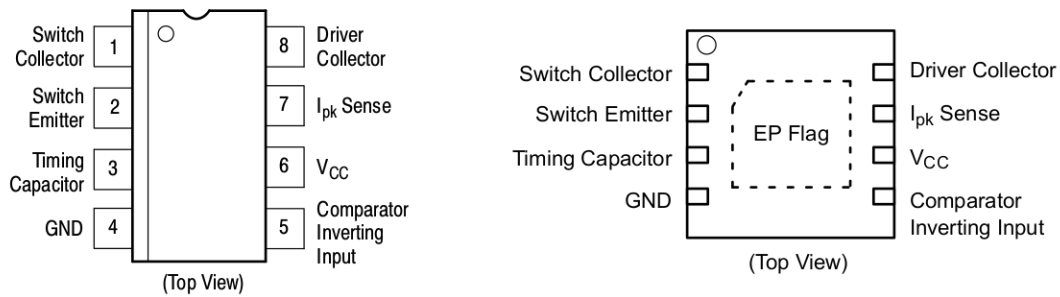 Switch
Collector
1
8
Driver
Collector
Switch
Emitter
2
7
Ipk Sense
Timing
Capacitor
3
6
VCC
GND
4
5
Comparator
Inverting
Input
(Top View)
Switch Collector
Switch Emitter
Timing Capacitor
GND
EP Flag
Driver Collector
Ipk Sense
VCC
Comparator
Inverting Input
(Top View)